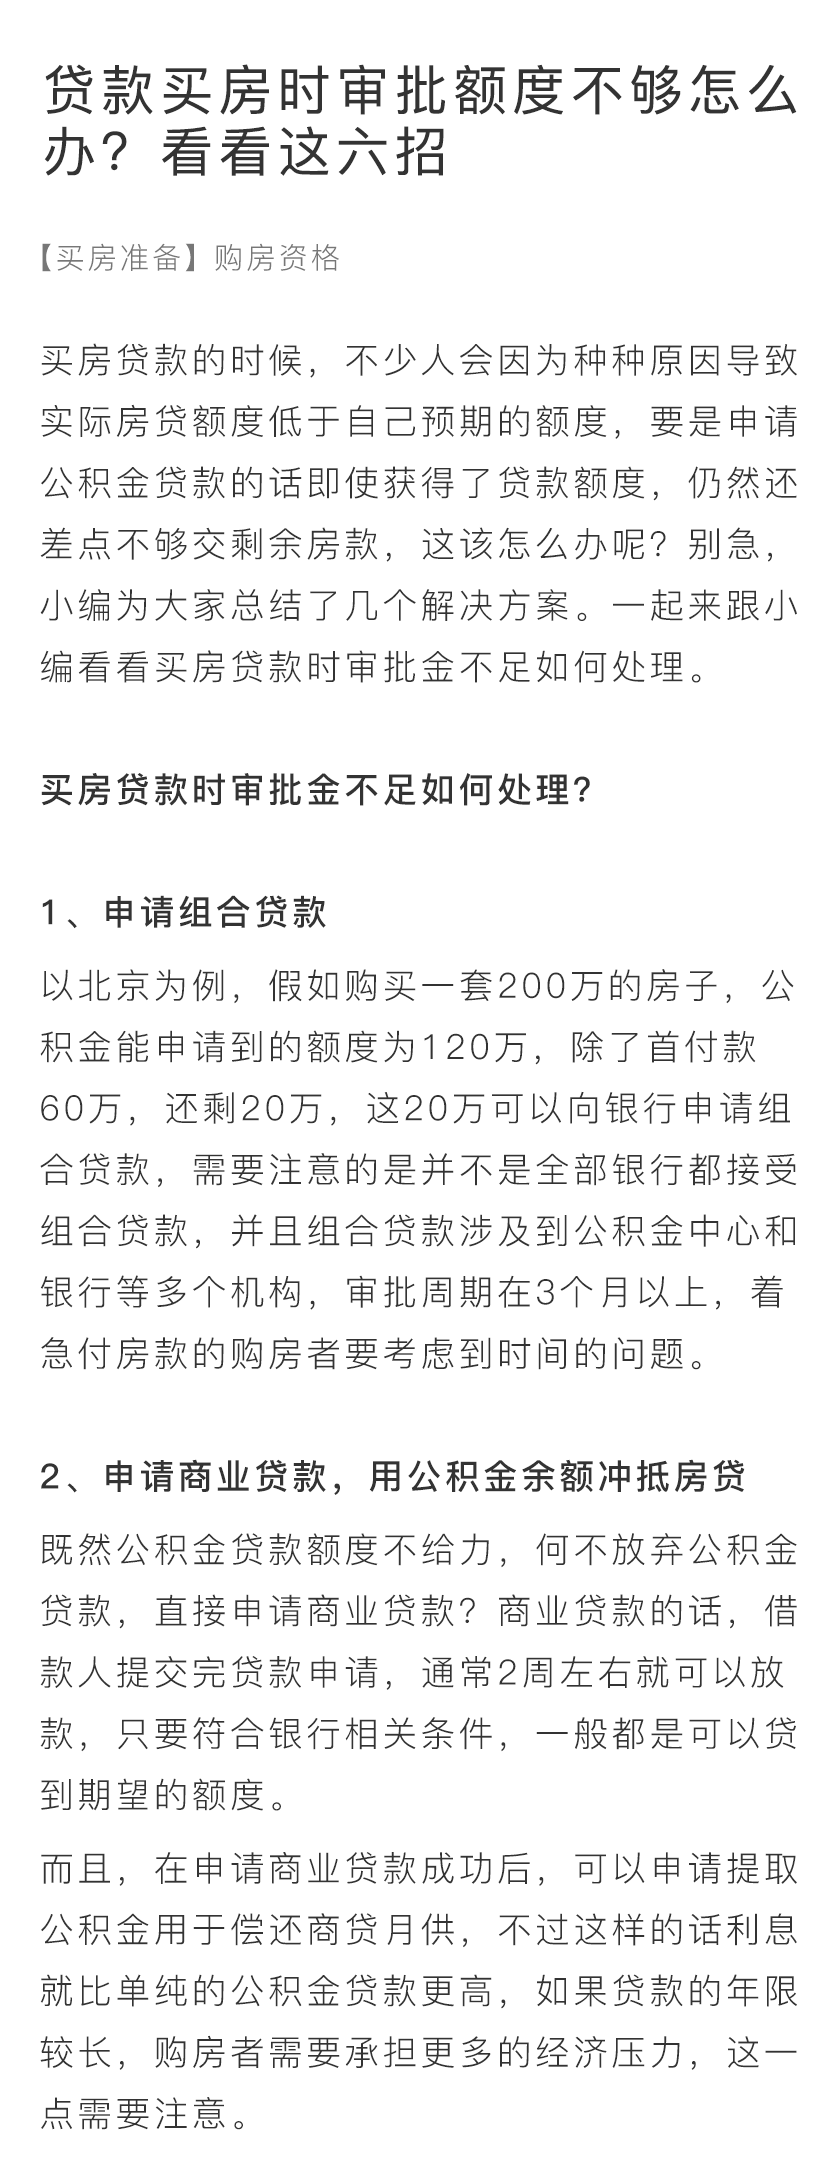 贷款买房时审批额度不够怎么
办？看看这六招
【买房准备】购房资格
买房贷款的时候，不少人会因为种种原因导致
实际房贷额度低于自己预期的额度，要是申请
公积金贷款的话即使获得了贷款额度，仍然还
差点不够交剩余房款，这该怎么办呢？别急，
小编为大家总结了几个解决方案。一起来跟小
编看看买房贷款时审批金不足如何处理。
买房贷款时审批金不足如何处理？
1、申请组合贷款
以北京为例，假如购买一套200万的房子，公
积金能申请到的额度为120万，除了首付款
60万，还剩20万，这20万可以向银行申请组
合贷款，需要注意的是并不是全部银行都接受
组合贷款，并且组合贷款涉及到公积金中心和
银行等多个机构，审批周期在3个月以上，着
急付房款的购房者要考虑到时间的问题。
2、申请商业贷款，用公积金余额冲抵房贷
既然公积金贷款额度不给力，何不放弃公积金
贷款，直接申请商业贷款？商业贷款的话，借
款人提交完贷款申请，通常2周左右就可以放
款，只要符合银行相关条件，一般都是可以贷
到期望的额度。
而且，在申请商业贷款成功后，可以申请提取
公积金用于偿还商贷月供，不过这样的话利息
就比单纯的公积金贷款更高，如果贷款的年限
较长，购房者需要承担更多的经济压力，这一
点需要注意。